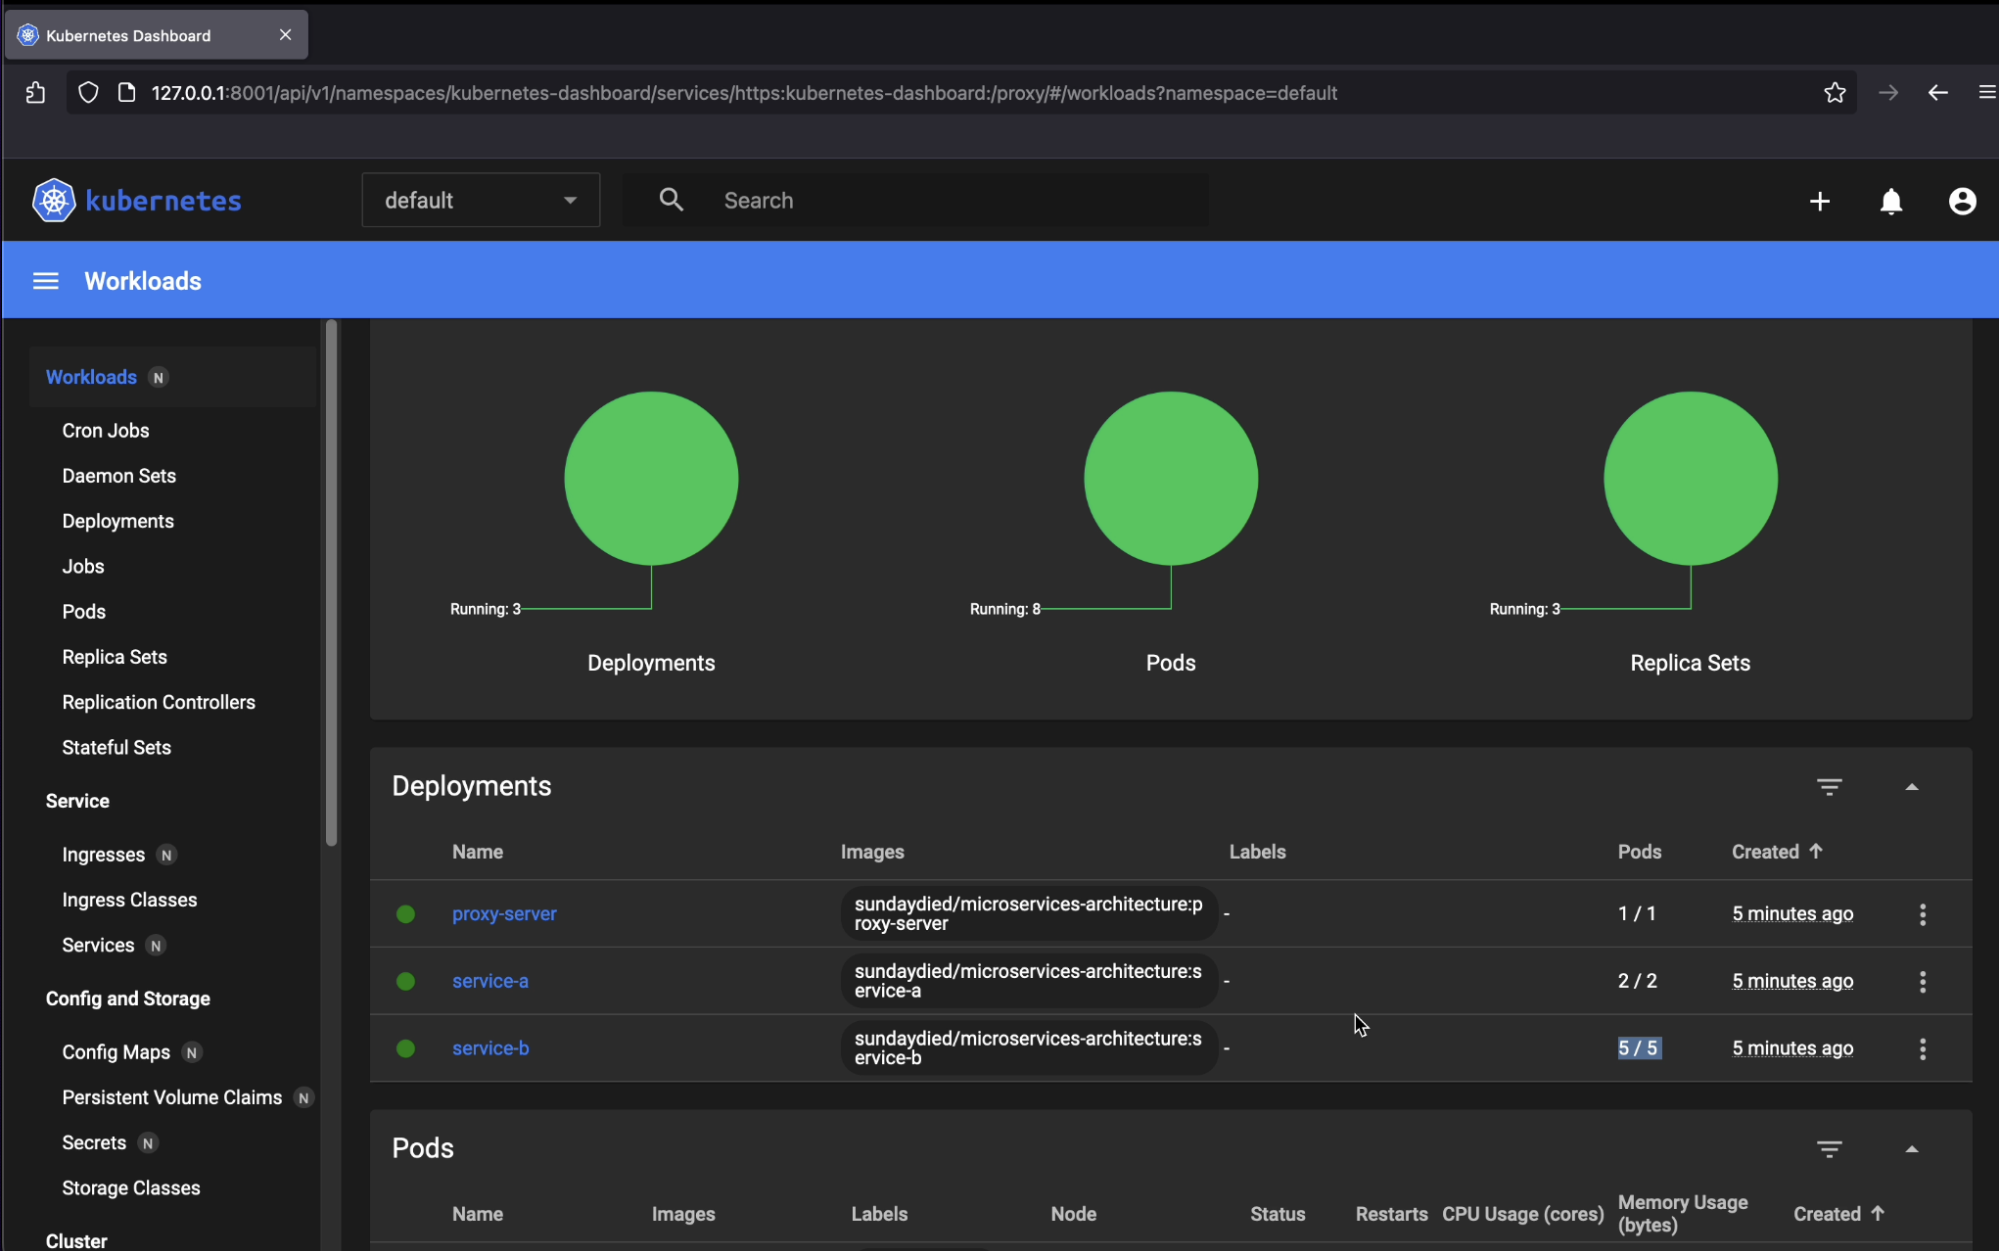 Kubernetes Dashboard
127.0.0.1:8001/api/v1/namespaces/kubernetes-dashboard/services/https:kubernetes-dashboard:/proxy/#/workloads?namespace=default
kubernetes
default
Search
Workloads
Workloads N
Cron Jobs
Daemon Sets
Deployments
Jobs
Pods
Replica Sets
Replication Controllers
Stateful Sets
Service
Ingresses N
Ingress Classes
Services N
Config and Storage
Config Maps N
Persistent Volume Claims N
Secrets N
Storage Classes
Cluster
Running: 3
Deployments
Running: 8
Pods
Running: 3
Replica Sets
Deployments
Name Images Labels Pods Created
proxy-server sundaydied/microservices-architecture:p - 1 / 1 5 minutes ago
roxy-server
service-a sundaydied/microservices-architecture:s - 2 / 2 5 minutes ago
ervice-a
service-b sundaydied/microservices-architecture:s - 5 / 5 5 minutes ago
ervice-b
Pods
Name Images Labels Node Status Restarts CPU Usage (cores) Memory Usage Created
(bytes)